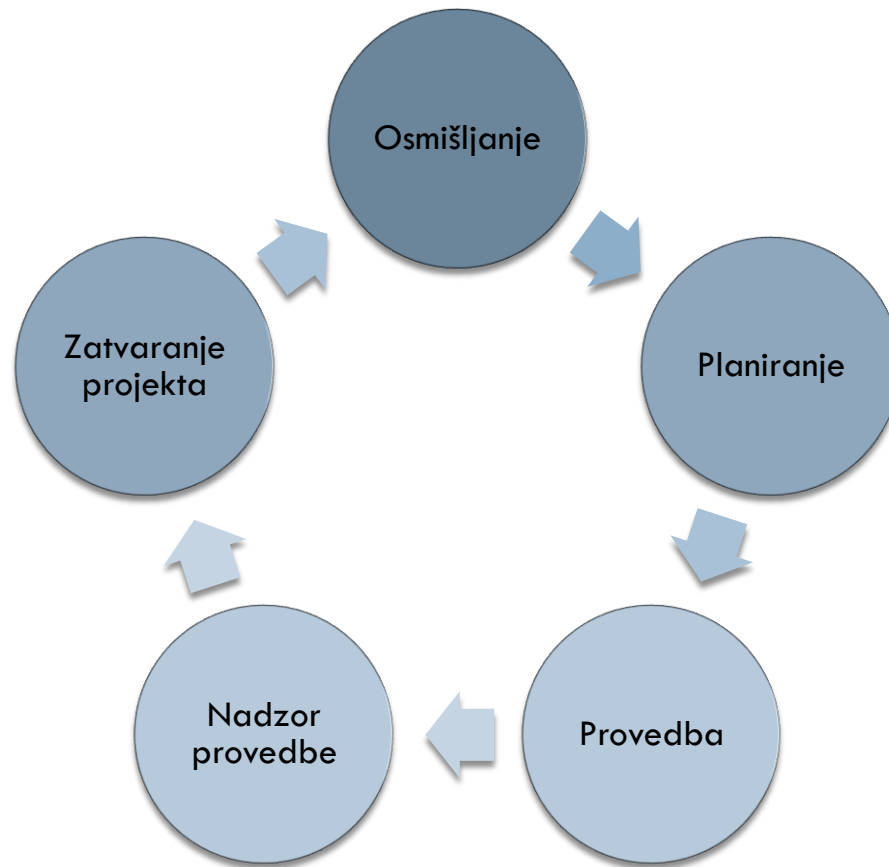 Osmišljanje
Planiranje
Provedba
Nadzor
provedbe
Zatvaranje
projekta